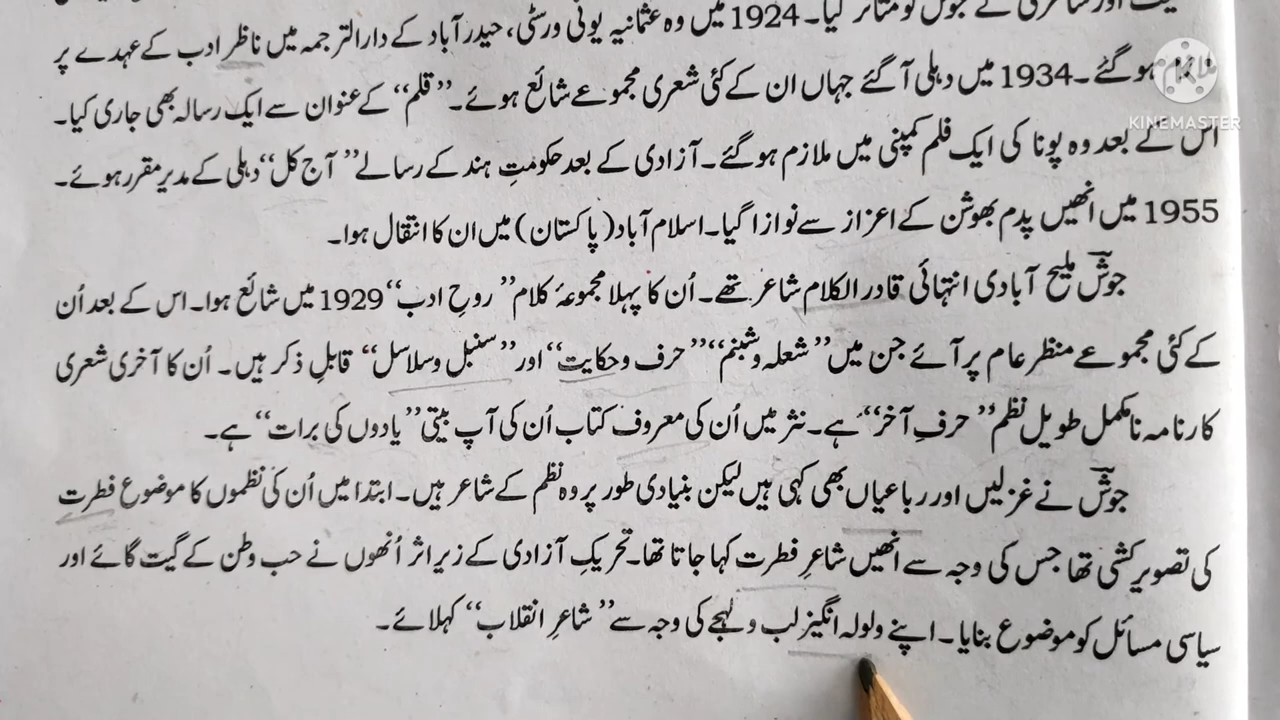 اور شاعری نے جوش کو متاثر کیا۔ 1924 میں وہ عثمانیہ یونی ورسٹی، حیدرآباد کے دارالترجمہ میں ناظر ادب کے عہدے پر
ہوگئے۔ 1934 میں دہلی آگئے جہاں ان کے کئی شعری مجموعے شائع ہوئے۔ ”قلم“ کے عنوان سے ایک رسالہ بھی جاری کیا۔
KINEMASTER
اس کے بعد وہ پونا کی ایک فلم کمپنی میں ملازم ہوگئے۔ آزادی کے بعد حکومتِ ہند کے رسالے ”آج کل“ دہلی کے مدیر مقرر ہوئے۔
1955 میں انھیں پدم بھوشن کے اعزاز سے نوازا گیا۔ اسلام آباد (پاکستان) میں ان کا انتقال ہوا۔
جوشؔ ملیح آبادی انتہائی قادر الکلام شاعر تھے۔ اُن کا پہلا مجموعۂ کلام ”روحِ ادب“ 1929 میں شائع ہوا۔ اس کے بعد اُن
کے کئی مجموعے منظر عام پر آئے جن میں ”شعلہ و شبنم“ ”حرف و حکایت“ اور ”سنبل و سلاسل“ قابلِ ذکر ہیں۔ اُن کا آخری شعری
کارنامہ نامکمل طویل نظم ”حرفِ آخر“ ہے۔ نثر میں اُن کی معروف کتاب اُن کی آپ بیتی ”یادوں کی برات“ ہے۔
جوشؔ نے غزلیں اور رباعیاں بھی کہی ہیں لیکن بنیادی طور پر وہ نظم کے شاعر ہیں۔ ابتدا میں اُن کی نظموں کا موضوع فطرت
کی تصویر کشی تھا جس کی وجہ سے انھیں شاعرِ فطرت کہا جاتا تھا۔ تحریکِ آزادی کے زیر اثر اُنھوں نے حب وطن کے گیت گائے اور
سیاسی مسائل کو موضوع بنایا۔ اپنے ولولہ انگیز لب و لہجے کی وجہ سے ”شاعرِ انقلاب“ کہلائے۔